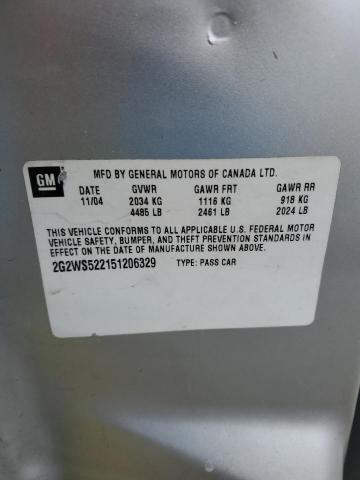 GM
MFD BY GENERAL MOTORS OF CANADA LTD.
DATE GVWR GAWR FRT GAWR RR
11/04 2034 KG 1116 KG 918 KG
4485 LB 2461 LB 2024 LB
THIS VEHICLE CONFORMS TO ALL APPLICABLE U.S. FEDERAL MOTOR
VEHICLE SAFETY, BUMPER, AND THEFT PREVENTION STANDARDS IN
EFFECT ON THE DATE OF MANUFACTURE SHOWN ABOVE.
2G2WS522151206329 TYPE: PASS CAR